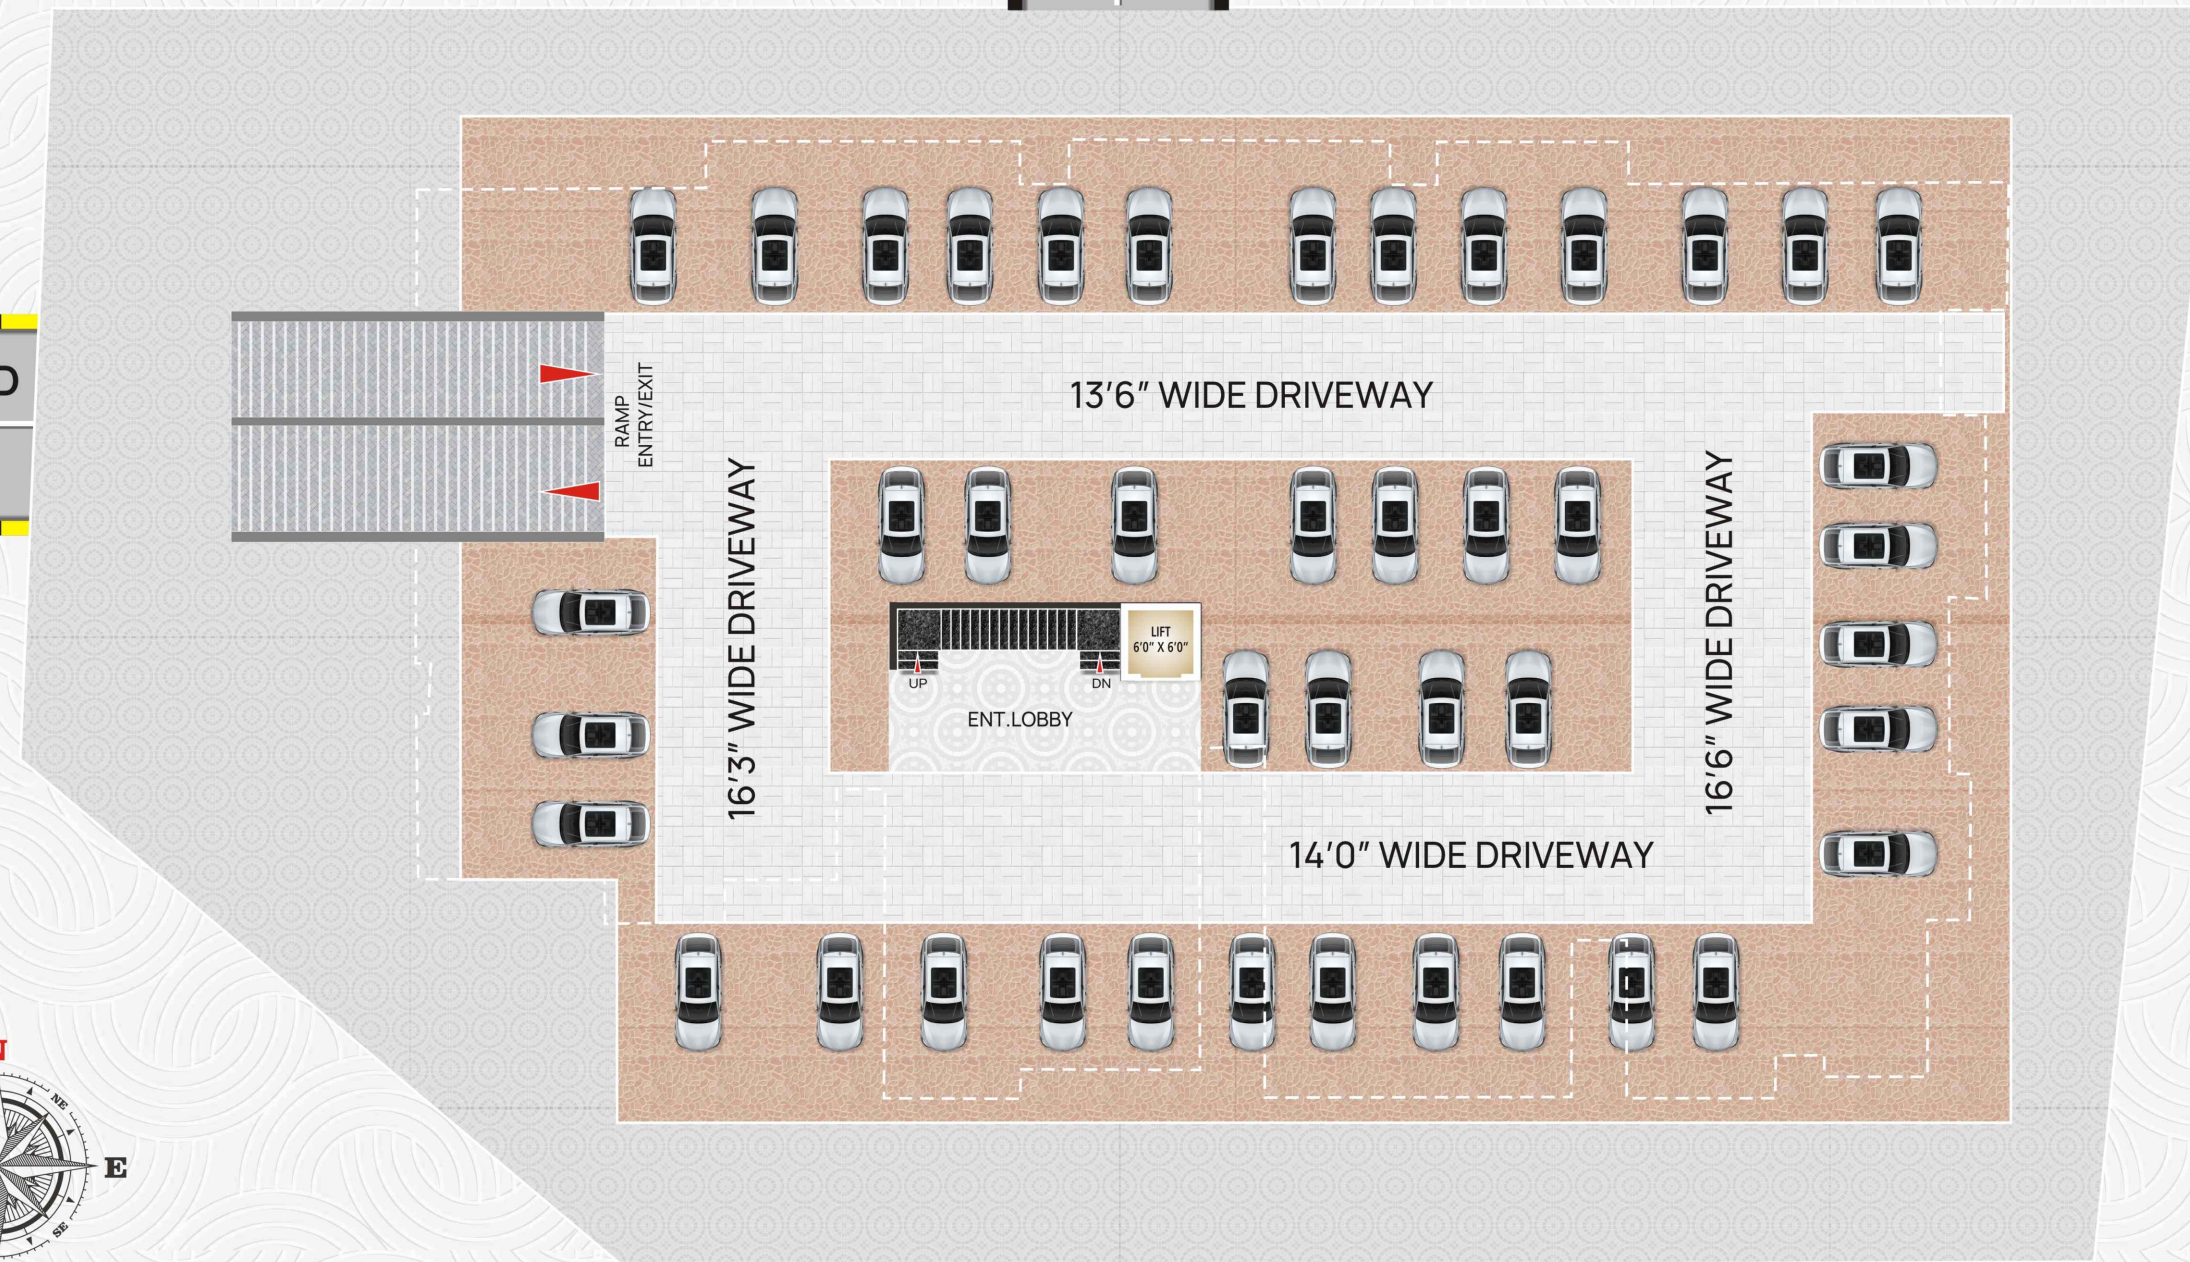 D
13'6" WIDE DRIVEWAY
RAMP
ENTRY/EXIT
16'3" WIDE DRIVEWAY
16'6" WIDE DRIVEWAY
LIFT
6'0" X 6'0"
UP
DN
ENT.LOBBY
14'0" WIDE DRIVEWAY
N
NE
E
SE